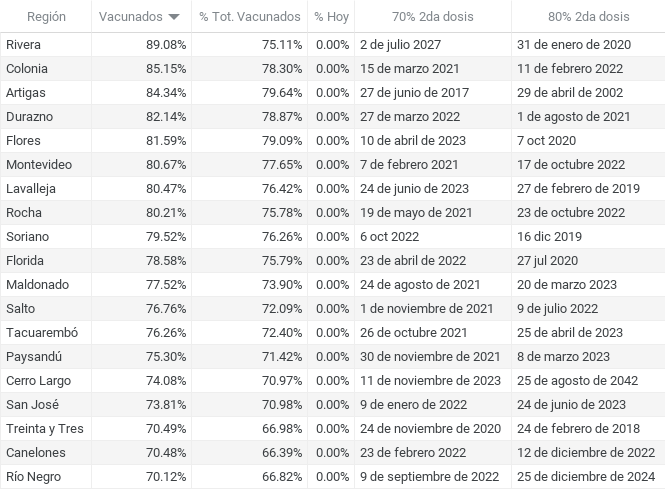 Región Vacunados % Tot. Vacunados % Hoy 70% 2da dosis 80% 2da dosis
Rivera 89.08% 75.11% 0.00% 2 de julio 2027 31 de enero de 2020
Colonia 85.15% 78.30% 0.00% 15 de marzo 2021 11 de febrero 2022
Artigas 84.34% 79.64% 0.00% 27 de junio de 2017 29 de abril de 2002
Durazno 82.14% 78.87% 0.00% 27 de marzo 2022 1 de agosto de 2021
Flores 81.59% 79.09% 0.00% 10 de abril de 2023 7 oct 2020
Montevideo 80.67% 77.65% 0.00% 7 de febrero 2021 17 de octubre 2022
Lavalleja 80.47% 76.42% 0.00% 24 de junio de 2023 27 de febrero de 2019
Rocha 80.21% 75.78% 0.00% 19 de mayo de 2021 23 de octubre 2022
Soriano 79.52% 76.26% 0.00% 6 oct 2022 16 dic 2019
Florida 78.58% 75.79% 0.00% 23 de abril de 2022 27 jul 2020
Maldonado 77.52% 73.90% 0.00% 24 de agosto de 2021 20 de marzo 2023
Salto 76.76% 72.09% 0.00% 1 de noviembre de 2021 9 de julio 2022
Tacuarembó 76.26% 72.40% 0.00% 26 de octubre 2021 25 de abril de 2023
Paysandú 75.30% 71.42% 0.00% 30 de noviembre de 2021 8 de marzo 2023
Cerro Largo 74.08% 70.97% 0.00% 11 de noviembre de 2023 25 de agosto de 2042
San José 73.81% 70.98% 0.00% 9 de enero de 2022 24 de junio de 2023
Treinta y Tres 70.49% 66.98% 0.00% 24 de noviembre de 2020 24 de febrero de 2018
Canelones 70.48% 66.39% 0.00% 23 de febrero 2022 12 de diciembre de 2022
Río Negro 70.12% 66.82% 0.00% 9 de septiembre de 2022 25 de diciembre de 2024